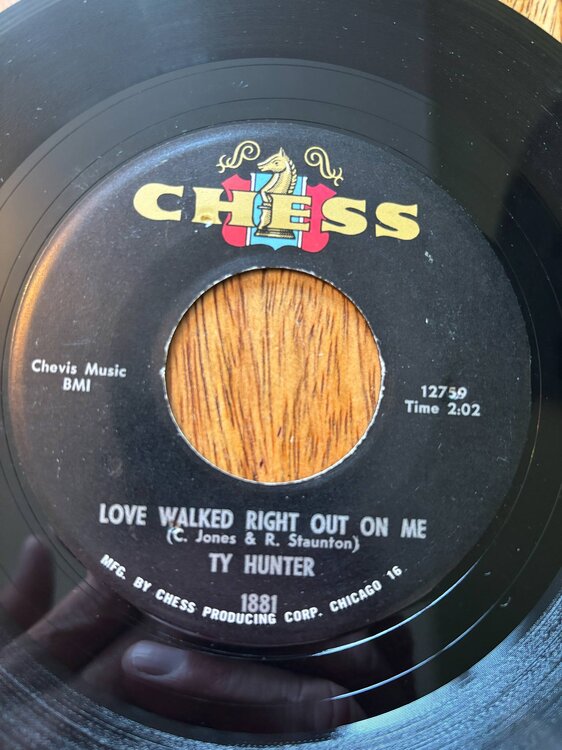 CHESS
Chevis Music
BMI
12759
Time 2:02
LOVE WALKED RIGHT OUT ON ME
(C. Jones & R. Staunton)
TY HUNTER
1881
MFG. BY CHESS PRODUCING CORP. CHICAGO 16